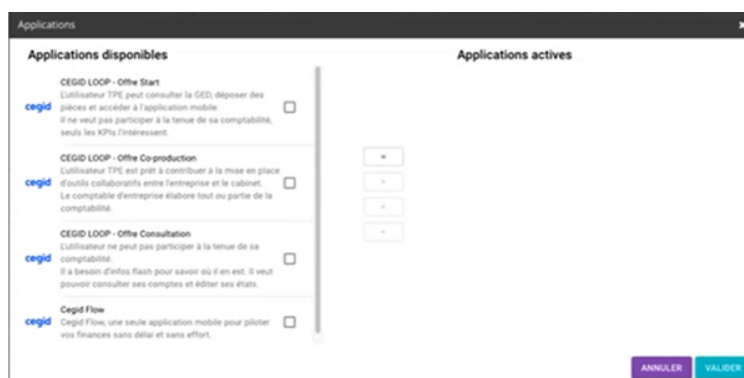 Applications
Applications disponibles
Applications actives
CEGID LOOP - Offre Start
L'utilisateur TPE peut consulter la GED, déposer des
cegid pièces et accéder à l'application mobile.
Il ne veut pas participer à la tenue de sa comptabilité,
seuls les KPIs l'intéressent.
CEGID LOOP - Offre Co-production
L'utilisateur TPE est prêt à contribuer à la mise en place
cegid d'outils collaboratifs entre l'entreprise et le cabinet.
Le comptable d'entreprise élabore tout ou partie de la
comptabilité.
CEGID LOOP - Offre Consultation
L'utilisateur ne peut pas participer à la tenue de sa
cegid comptabilité.
Il a besoin d'infos flash pour savoir où il en est. Il veut
pouvoir consulter ses comptes et éditer ses états.
Cegid Flow
cegid Cegid Flow, une seule application mobile pour piloter
vos finances sans délai et sans effort.
ANNULER VALIDER